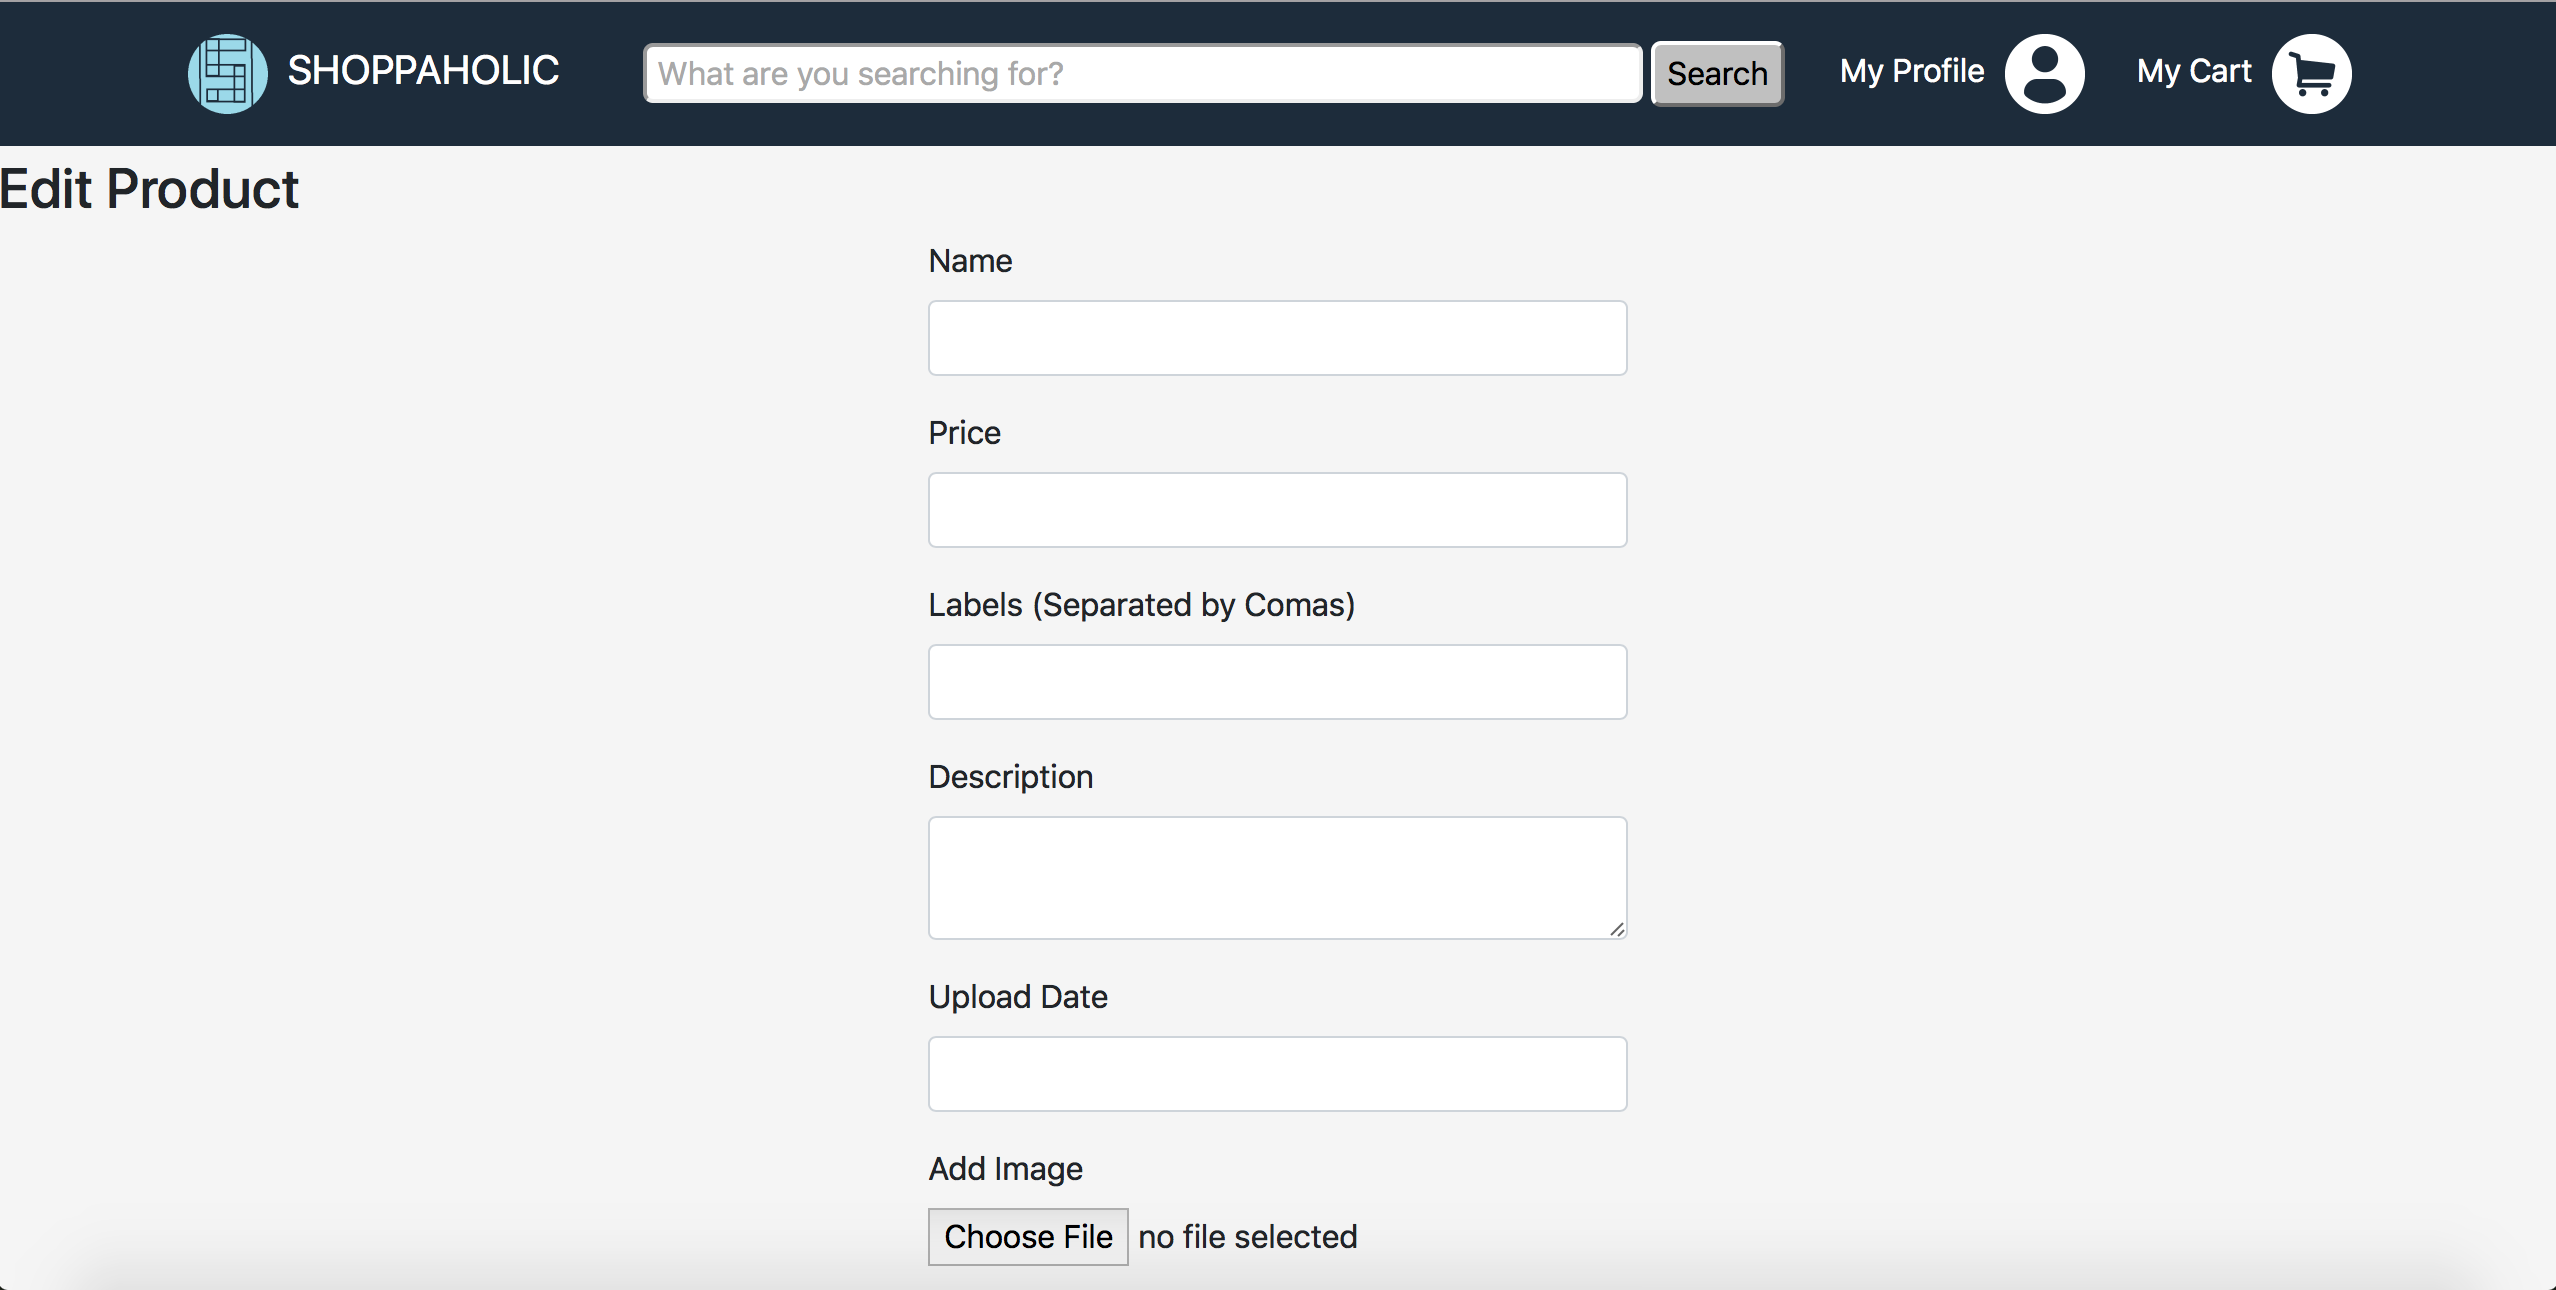 SHOPPAHOLIC What are you searching for? Search My Profile My Cart
Edit Product
Name
Price
Labels (Separated by Comas)
Description
Upload Date
Add Image
Choose File no file selected